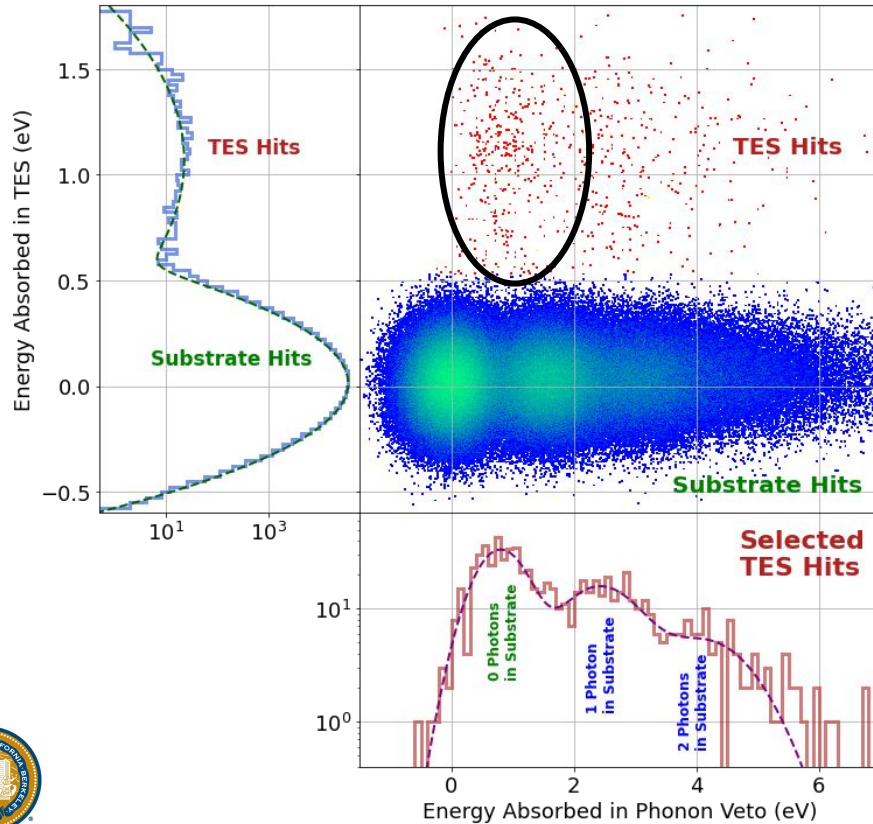 1.5
1.0
0.5
0.0
−0.5
Energy Absorbed in TES (eV)
TES Hits
Substrate Hits
10¹
10³
TES Hits
Substrate Hits
Selected
TES Hits
0 Photons
in Substrate
1 Photon
in Substrate
2 Photons
in Substrate
10¹
10⁰
0
2
4
6
Energy Absorbed in Phonon Veto (eV)